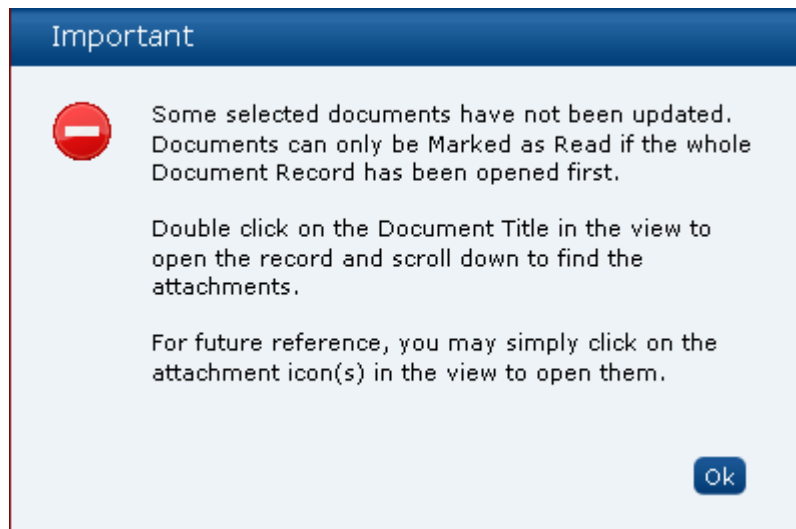 Important
Some selected documents have not been updated.
Documents can only be Marked as Read if the whole
Document Record has been opened first.
Double click on the Document Title in the view to
open the record and scroll down to find the
attachments.
For future reference, you may simply click on the
attachment icon(s) in the view to open them.
Ok